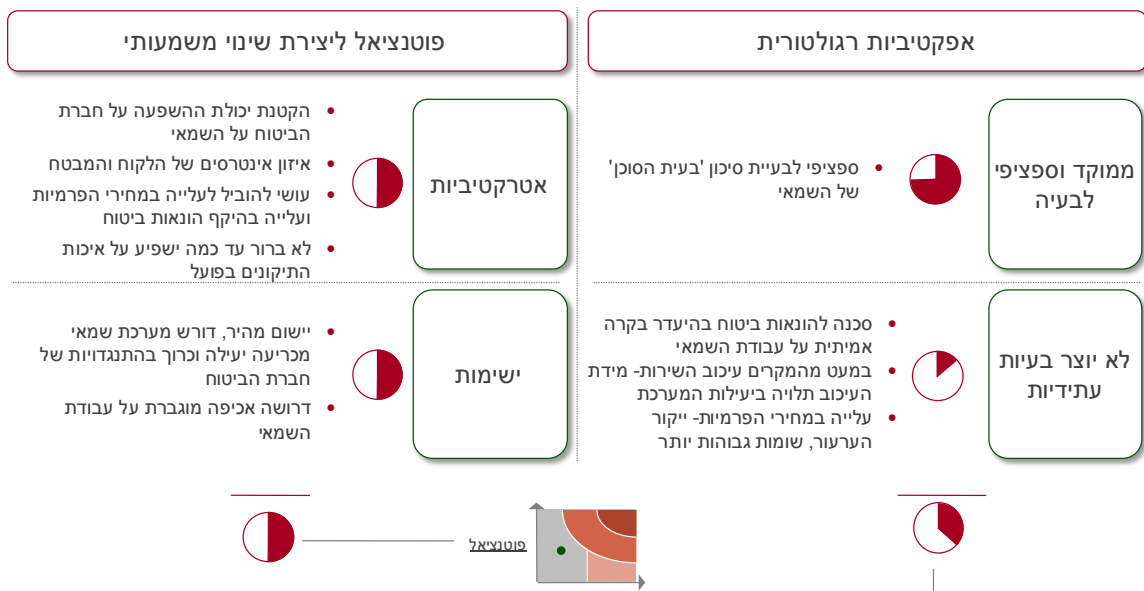 אפקטיביות רגולטורית
ממוקד וספציפי
לבעיה
• ספציפי לבעיית סיכון 'בעית הסוכן'
של השמאי
לא יוצר בעיות
עתידיות
• סכנה להונאות ביטוח בהיעדר בקרה
אמיתית על עבודת השמאי
• במעט מהמקרים עיכוב השירות- מידת
העיכוב תלויה ביעילות המערכת
• עלייה במחירי הפרמיות- ייקור
הערעור, שומות גבוהות יותר
פוטנציאל ליצירת שינוי משמעותי
אטרקטיביות
• הקטנת יכולת ההשפעה על חברת
הביטוח על השמאי
• איזון אינטרסים של הלקוח והמבטח
• עושי להוביל לעלייה במחירי הפרמיות
ועלייה בהיקף הונאות ביטוח
• לא ברור עד כמה ישפיע על איכות
התיקונים בפועל
ישימות
• יישום מהיר, דורש מערכת שמאי
מכריעה יעילה וכרוך בהתנגדויות של
חברת הביטוח
• דרושה אכיפה מוגברת על עבודת
השמאי
פוטנציאל